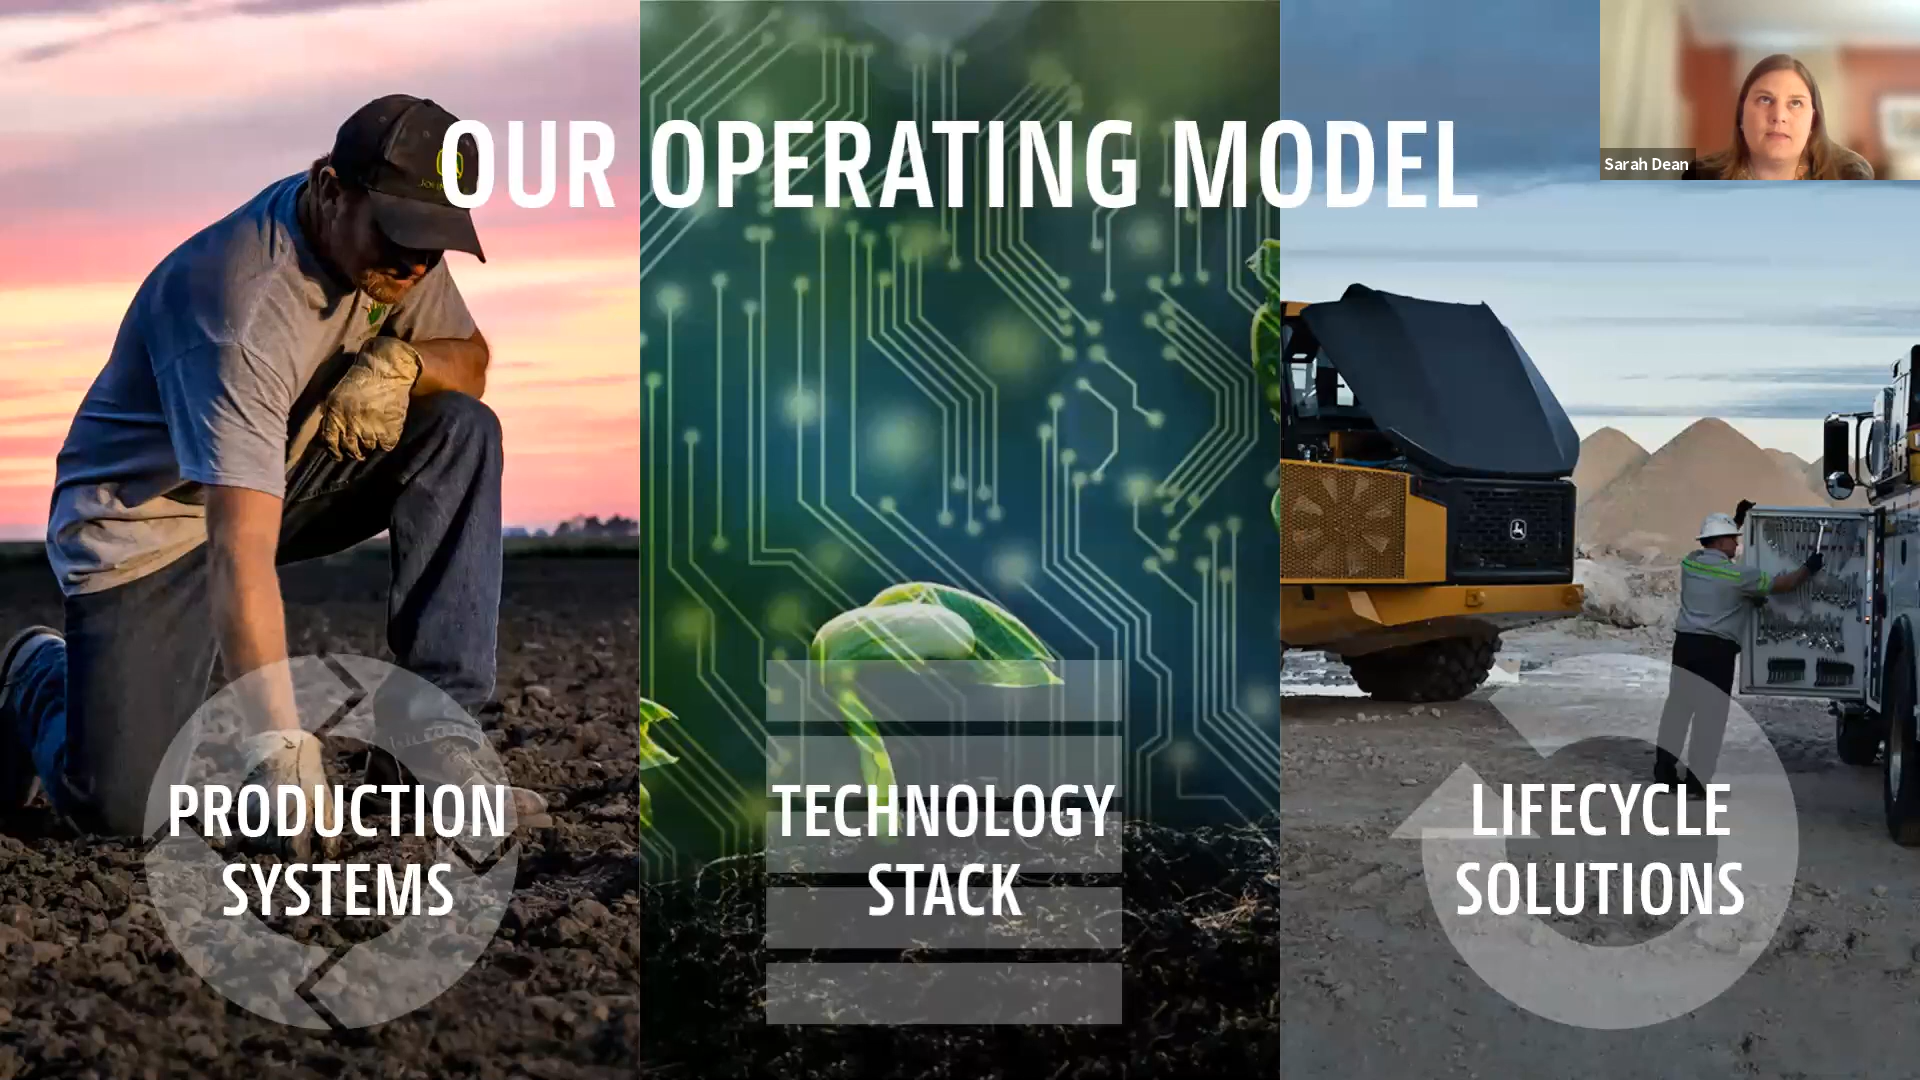 OUR OPERATING MODEL
Sarah Dean
PRODUCTION
SYSTEMS
TECHNOLOGY
STACK
LIFECYCLE
SOLUTIONS